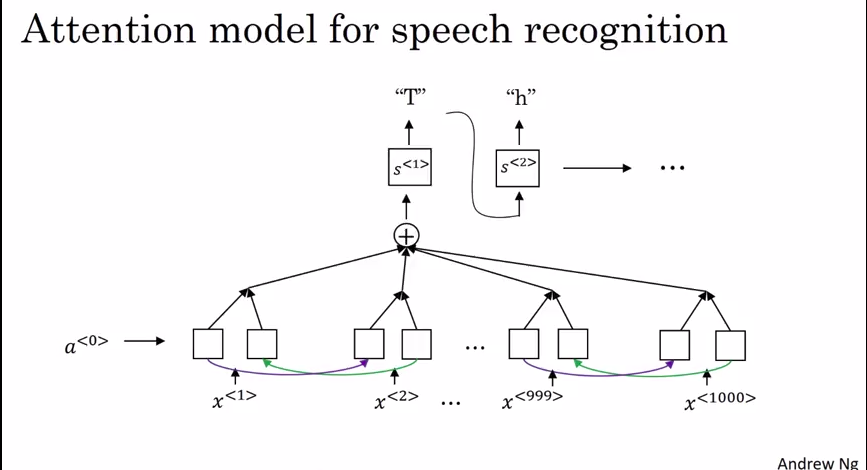 Attention model for speech recognition
“T” “h”
s<1> s<2> ...
+
a<0> ...
x<1> x<2> ... x<999> x<1000>
Andrew Ng